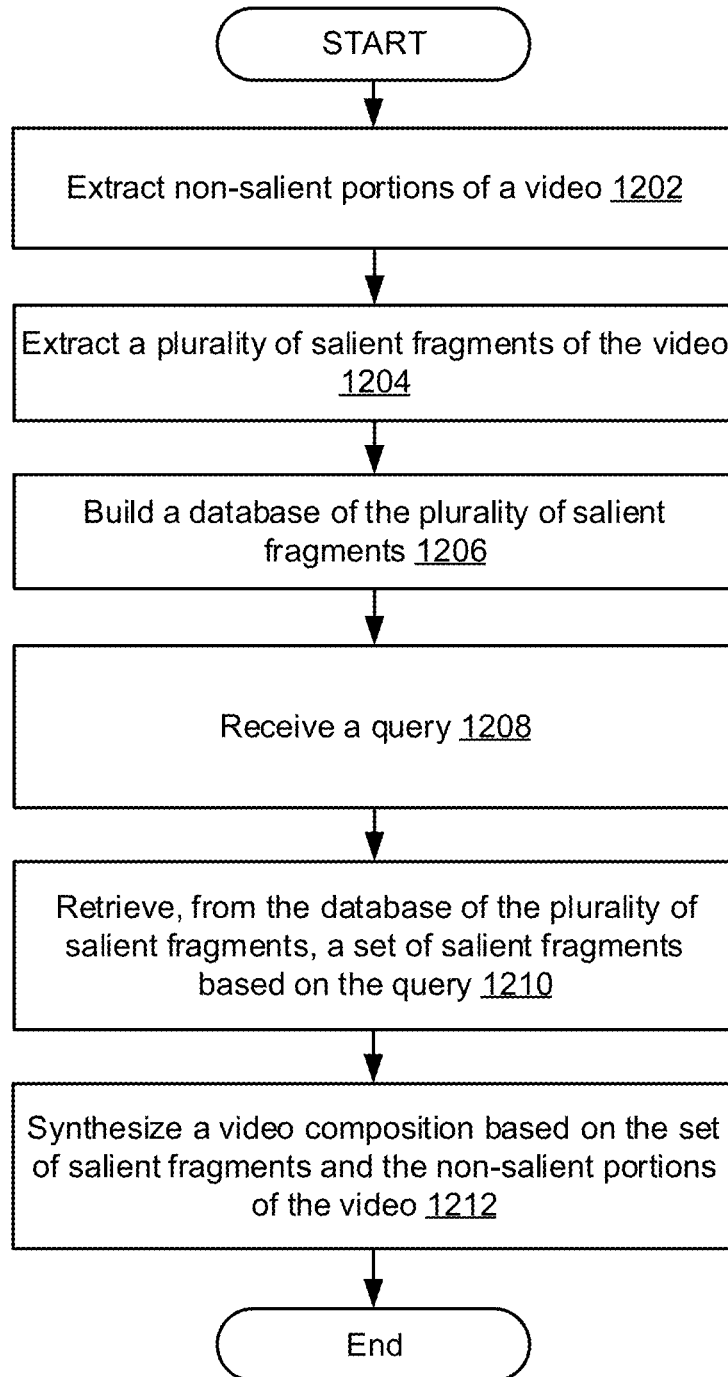 START
Extract non-salient portions of a video 1202
Extract a plurality of salient fragments of the video
1204
Build a database of the plurality of salient
fragments 1206
Receive a query 1208
Retrieve, from the database of the plurality of
salient fragments, a set of salient fragments
based on the query 1210
Synthesize a video composition based on the set
of salient fragments and the non-salient portions
of the video 1212
End